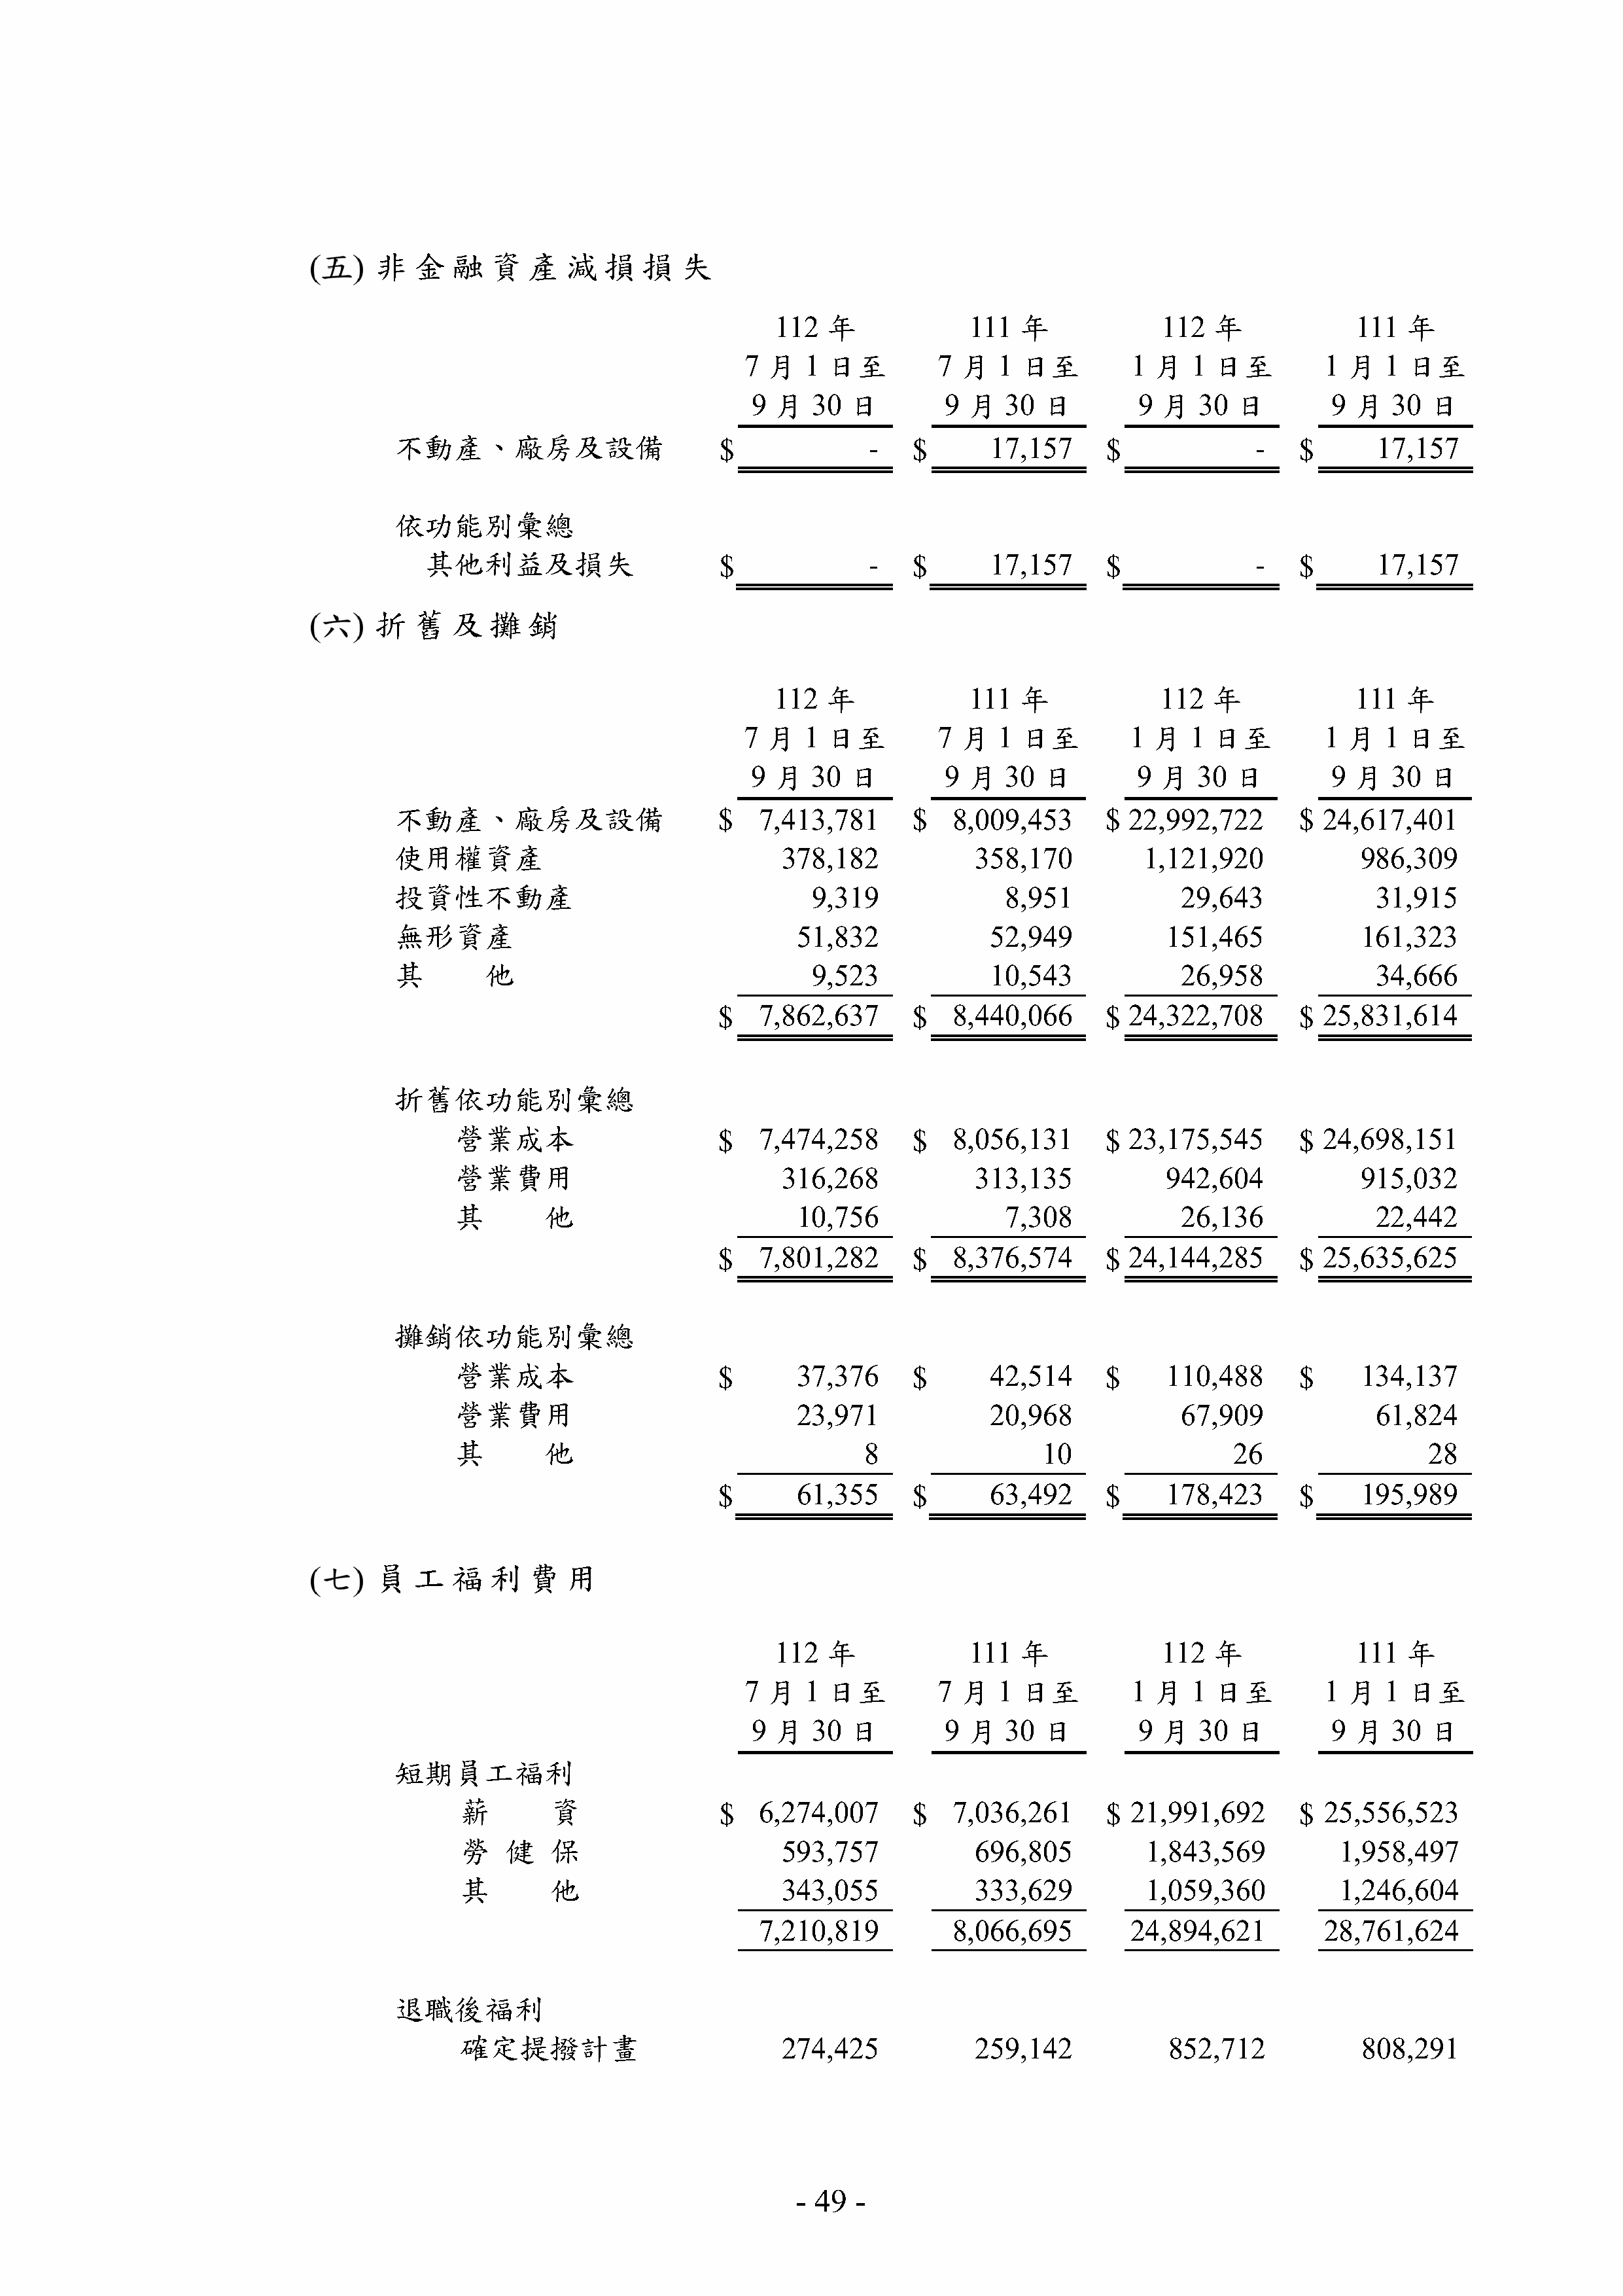 (五) 非金融資產減損損失
112 年 111 年 112 年 111 年
7 月 1 日至 7 月 1 日至 1 月 1 日至 1 月 1 日至
9 月 30 日 9 月 30 日 9 月 30 日 9 月 30 日
不動產、廠房及設備 $ - $ 17,157 $ - $ 17,157
依功能別彙總
其他利益及損失 $ - $ 17,157 $ - $ 17,157
(六) 折舊及攤銷
112 年 111 年 112 年 111 年
7 月 1 日至 7 月 1 日至 1 月 1 日至 1 月 1 日至
9 月 30 日 9 月 30 日 9 月 30 日 9 月 30 日
不動產、廠房及設備 $ 7,413,781 $ 8,009,453 $ 22,992,722 $ 24,617,401
使用權資產 378,182 358,170 1,121,920 986,309
投資性不動產 9,319 8,951 29,643 31,915
無形資產 51,832 52,949 151,465 161,323
其 他 9,523 10,543 26,958 34,666
$ 7,862,637 $ 8,440,066 $ 24,322,708 $ 25,831,614
折舊依功能別彙總
營業成本 $ 7,474,258 $ 8,056,131 $ 23,175,545 $ 24,698,151
營業費用 316,268 313,135 942,604 915,032
其 他 10,756 7,308 26,136 22,442
$ 7,801,282 $ 8,376,574 $ 24,144,285 $ 25,635,625
攤銷依功能別彙總
營業成本 $ 37,376 $ 42,514 $ 110,488 $ 134,137
營業費用 23,971 20,968 67,909 61,824
其 他 8 10 26 28
$ 61,355 $ 63,492 $ 178,423 $ 195,989
(七) 員工福利費用
112 年 111 年 112 年 111 年
7 月 1 日至 7 月 1 日至 1 月 1 日至 1 月 1 日至
9 月 30 日 9 月 30 日 9 月 30 日 9 月 30 日
短期員工福利
薪 資 $ 6,274,007 $ 7,036,261 $ 21,991,692 $ 25,556,523
勞 健 保 593,757 696,805 1,843,569 1,958,497
其 他 343,055 333,629 1,059,360 1,246,604
7,210,819 8,066,695 24,894,621 28,761,624
退職後福利
確定提撥計畫 274,425 259,142 852,712 808,291
- 49 -